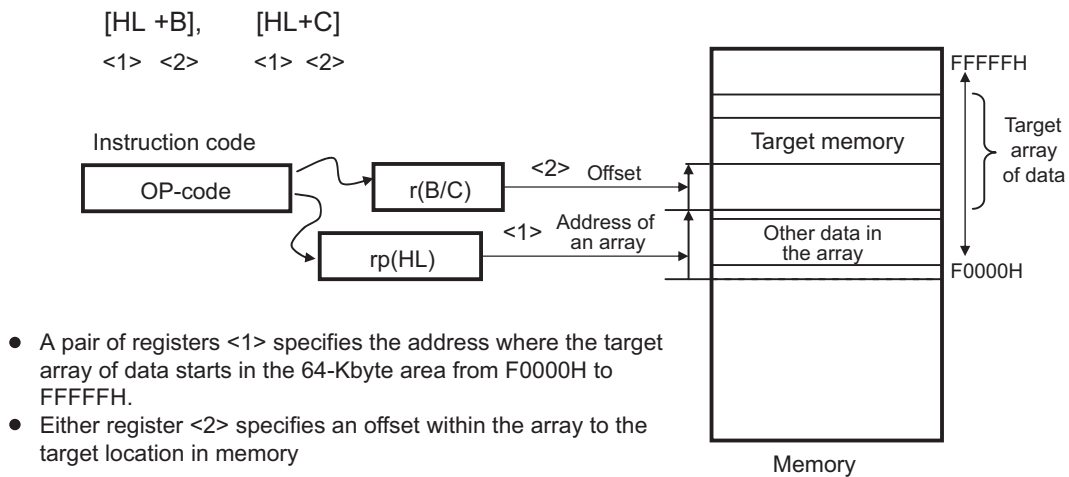 [HL +B], [HL+C]
<1> <2> <1> <2>
FFFFFH
Target
array
of data
Instruction code
Target memory
OP-code
r(B/C)
<2> Offset
<1> Address of
an array
rp(HL)
Other data in
the array
F0000H
● A pair of registers <1> specifies the address where the target
array of data starts in the 64-Kbyte area from F0000H to
FFFFFH.
● Either register <2> specifies an offset within the array to the
target location in memory
Memory